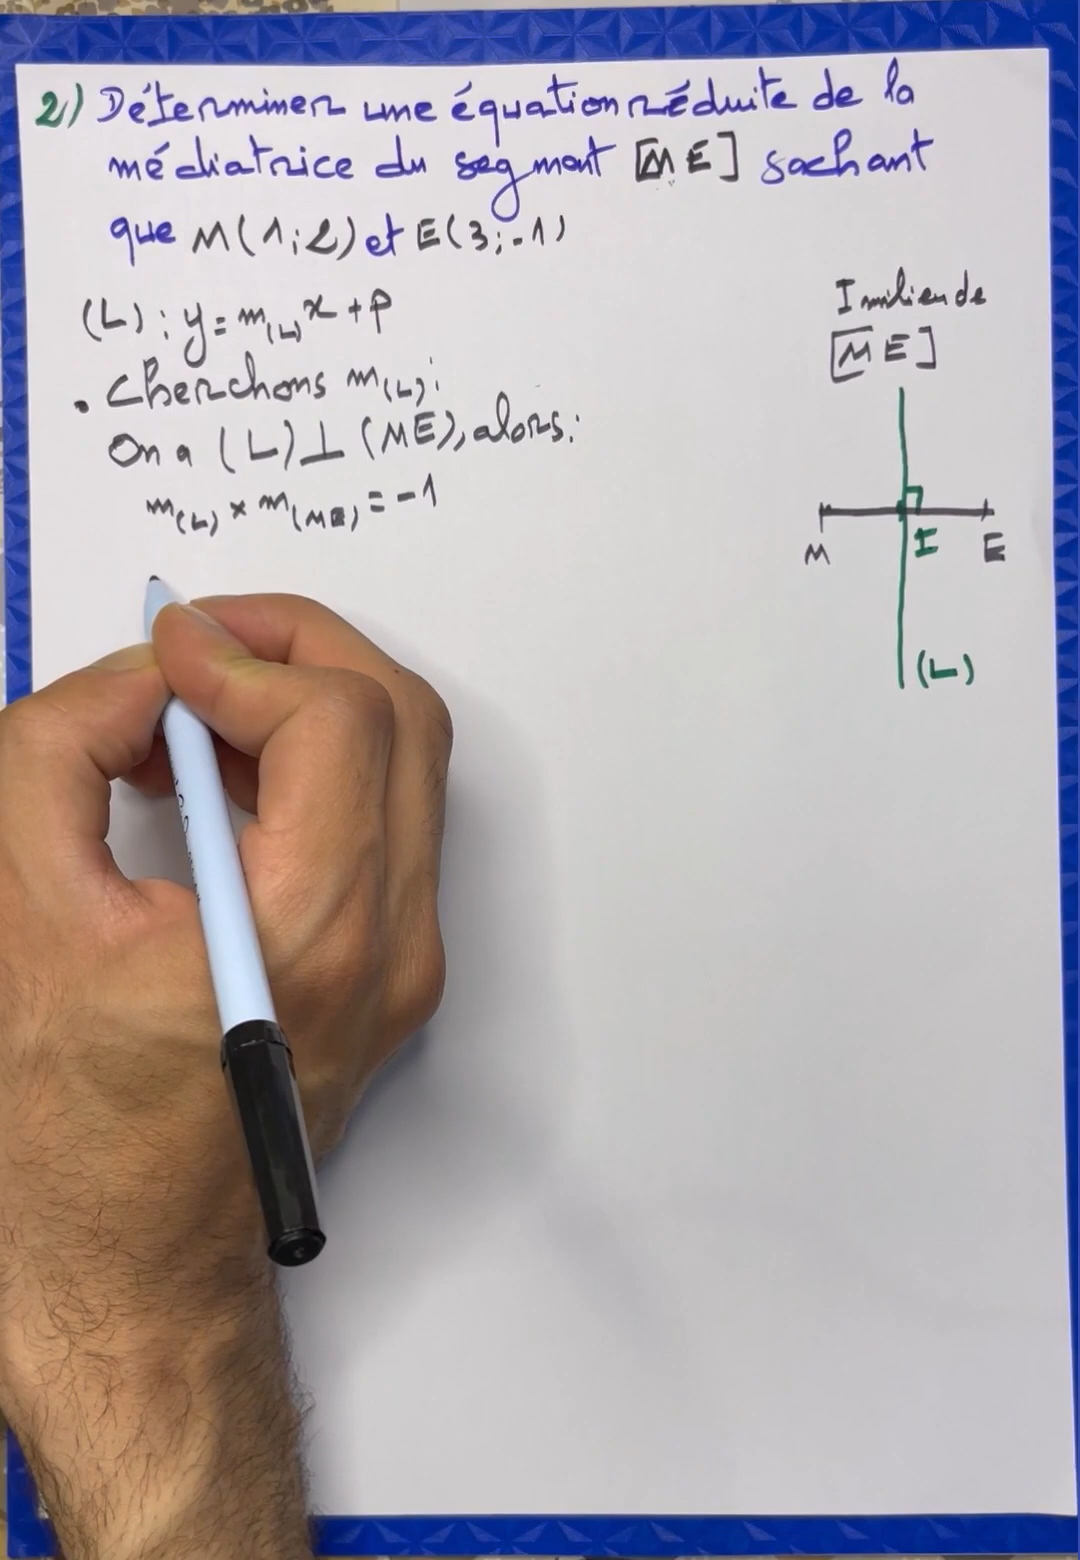 2) Déterminer une équation réduite de la
médiatrice du segment [ME] sachant
que M(1;2) et E(3;-1)
(L): y = m(L) x + p
. Cherchons m(L):
On a (L) ⊥ (ME), alors:
m(L) × m(ME) = -1
I milieu de
[ME]
M I E
(L)